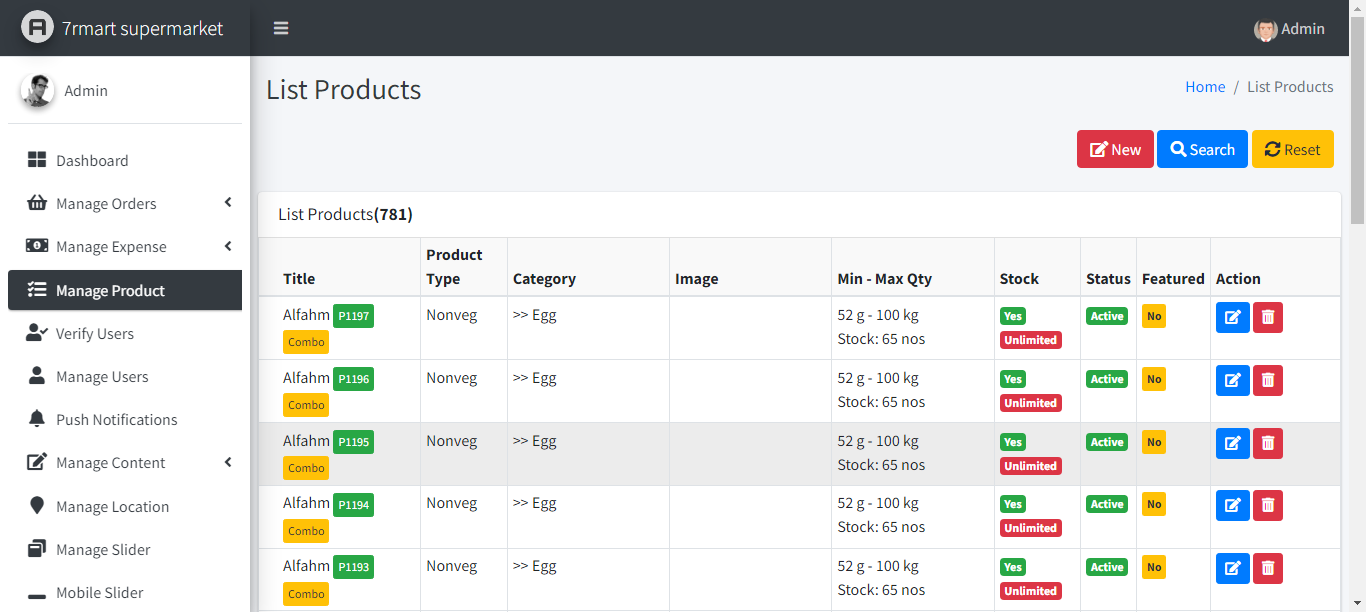 7rmart supermarket
Admin
Admin
List Products
Home / List Products
New Search Reset
Dashboard
Manage Orders
Manage Expense
Manage Product
Verify Users
Manage Users
Push Notifications
Manage Content
Manage Location
Manage Slider
Mobile Slider
List Products(781)
Title Product Type Category Image Min - Max Qty Stock Status Featured Action
Alfahm P1197 Nonveg >> Egg 52 g - 100 kg Yes Active No
Combo Stock: 65 nos Unlimited
Alfahm P1196 Nonveg >> Egg 52 g - 100 kg Yes Active No
Combo Stock: 65 nos Unlimited
Alfahm P1195 Nonveg >> Egg 52 g - 100 kg Yes Active No
Combo Stock: 65 nos Unlimited
Alfahm P1194 Nonveg >> Egg 52 g - 100 kg Yes Active No
Combo Stock: 65 nos Unlimited
Alfahm P1193 Nonveg >> Egg 52 g - 100 kg Yes Active No
Combo Stock: 65 nos Unlimited